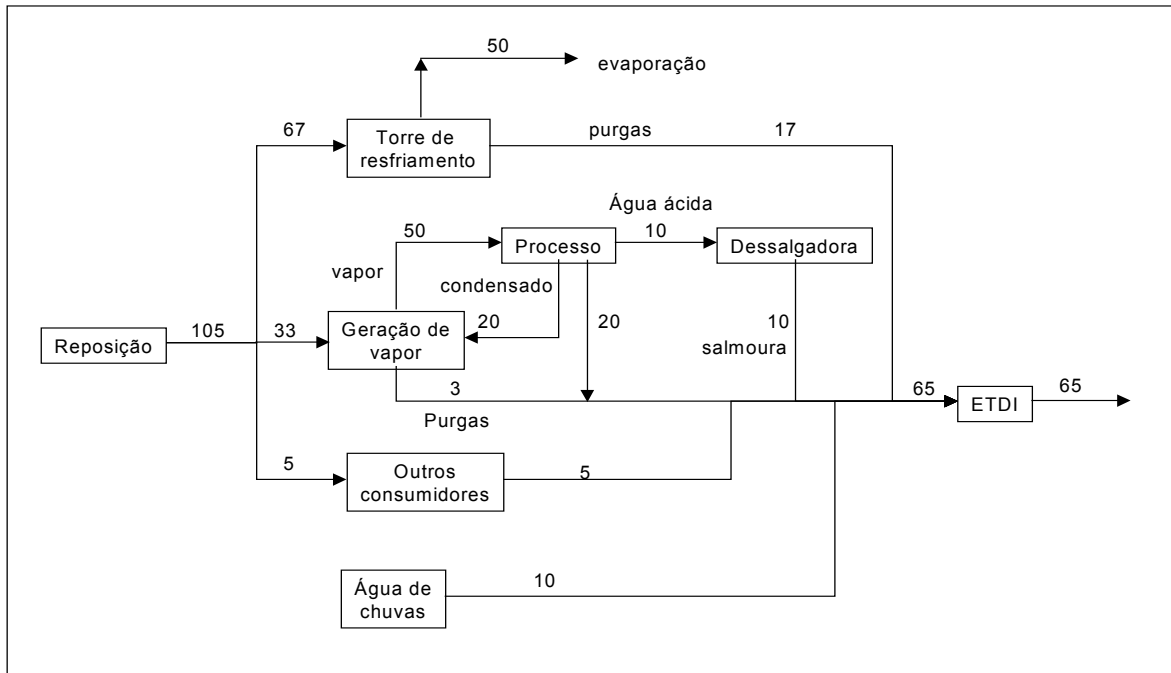 50
evaporação
67
Torre de
resfriamento
purgas
17
Água ácida
50
Processo
10
Dessalgadora
vapor
condensado
Reposição
105
33
Geração de
vapor
20
20
10
salmoura
3
Purgas
65
ETDI
65
5
Outros
consumidores
5
Água de
chuvas
10